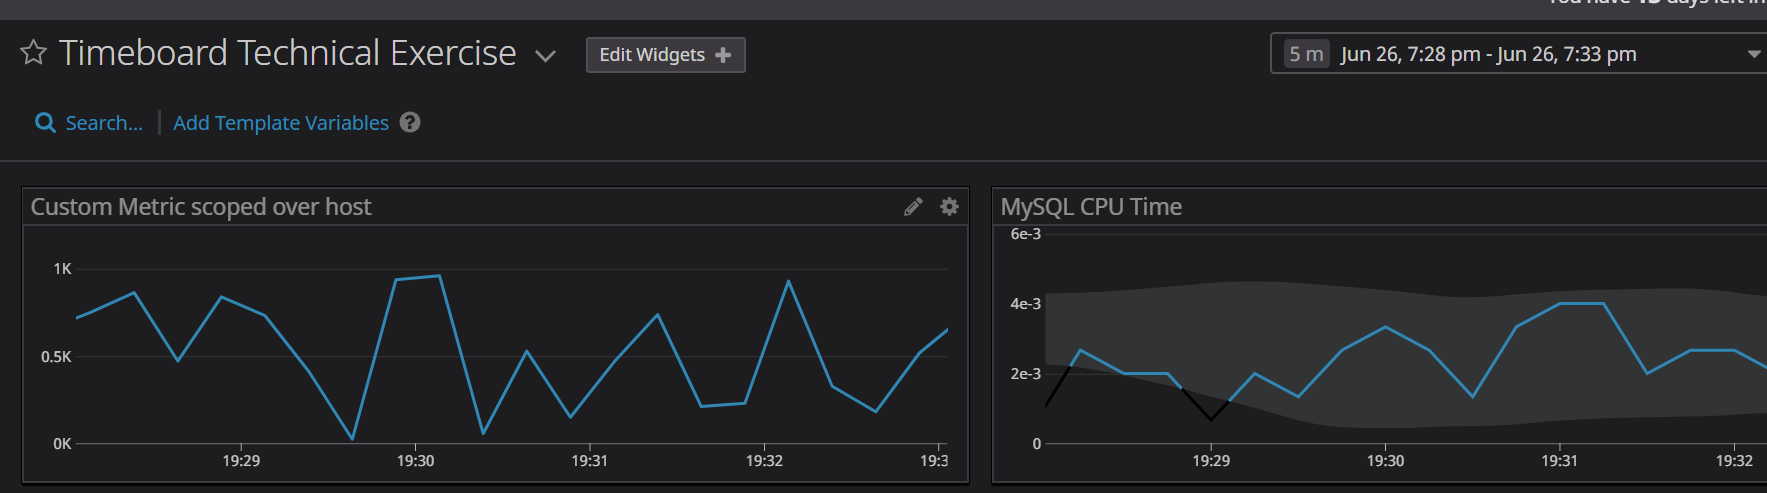 You have 13 days left in
Timeboard Technical Exercise
Edit Widgets +
5 m Jun 26, 7:28 pm - Jun 26, 7:33 pm
Search... Add Template Variables ?
Custom Metric scoped over host
1K
0.5K
0K
19:29 19:30 19:31 19:32 19:3
MySQL CPU Time
6e-3
4e-3
2e-3
0
19:29 19:30 19:31 19:32